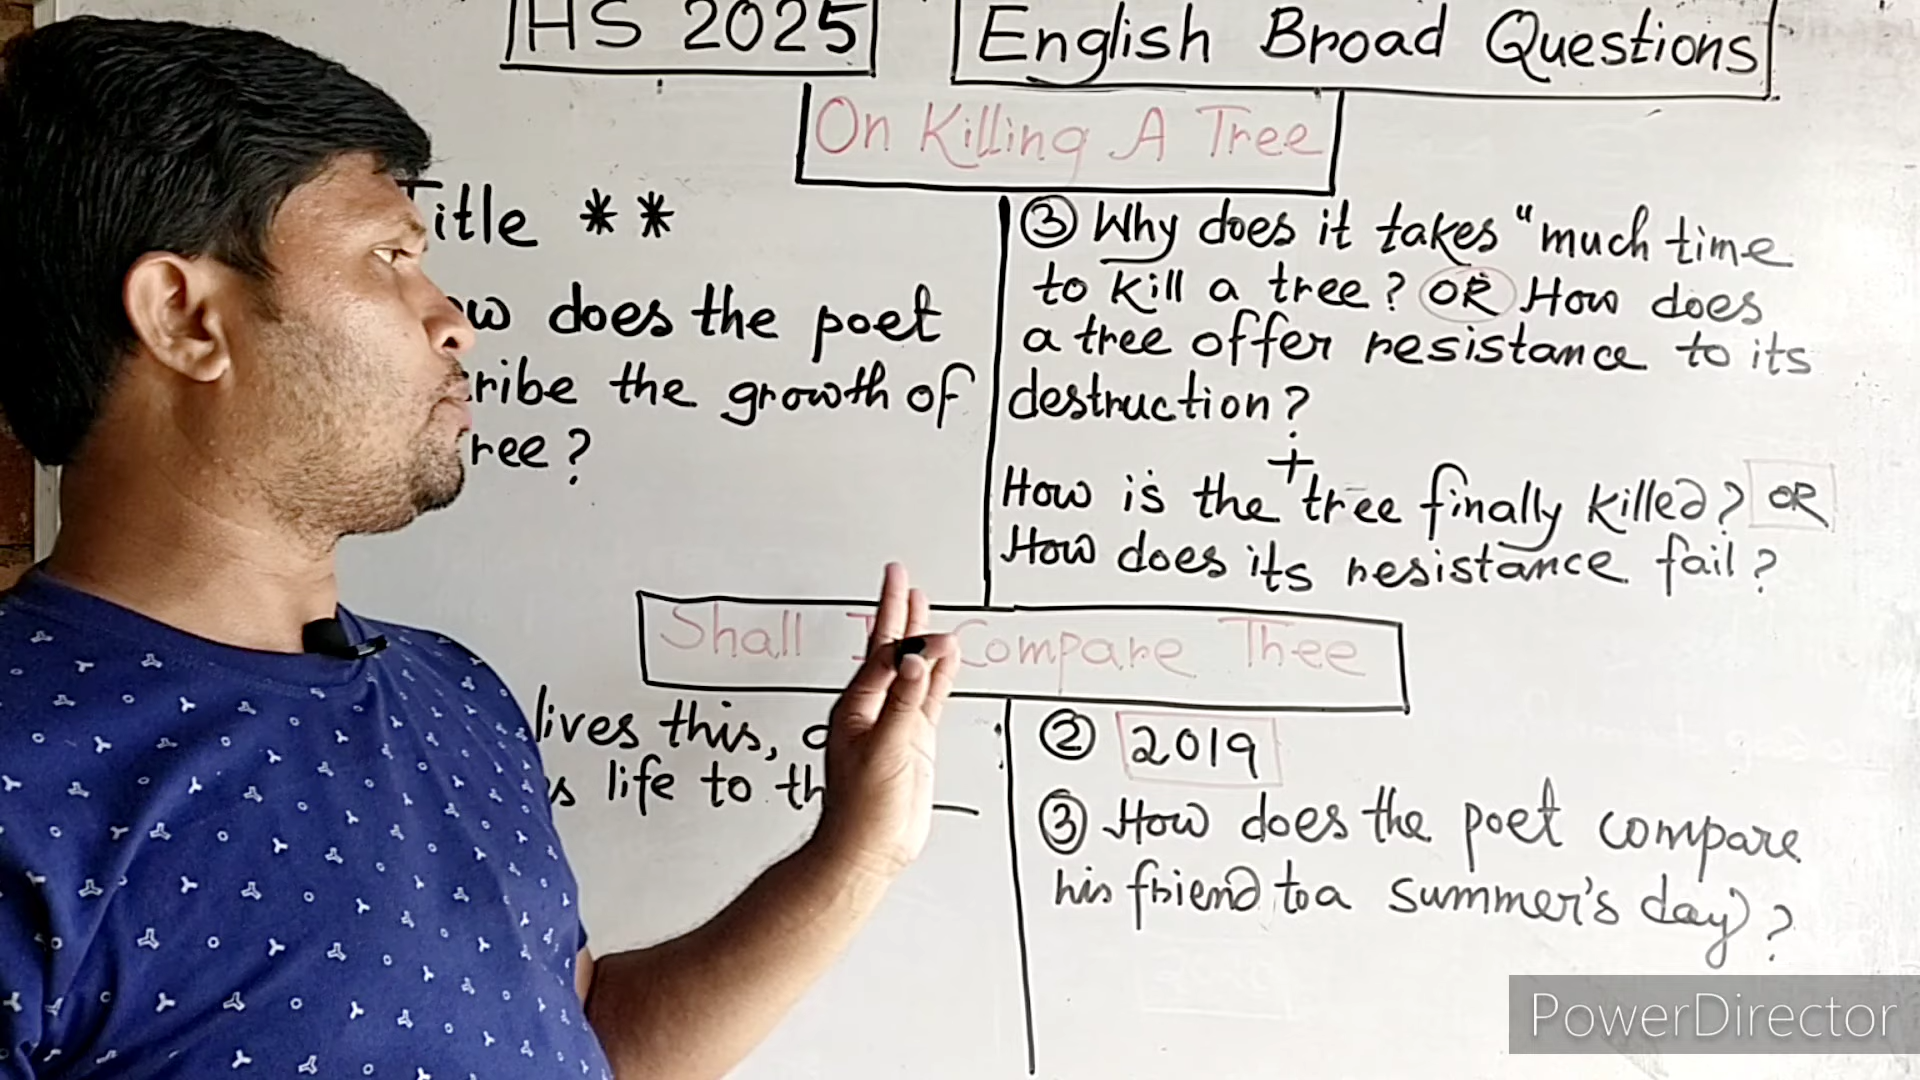 HS 2025
English Broad Questions
On Killing A Tree
Title **
does the poet
the growth of
?
③ Why does it takes "much time
to kill a tree? OR How does
a tree offer resistance to its
destruction?
+
How is the tree finally killed? OR
How does its resistance fail?
Shall I Compare Thee
lives this,
life to
② 2019
③ How does the poet compare
his friend to a summer's day?
PowerDirector